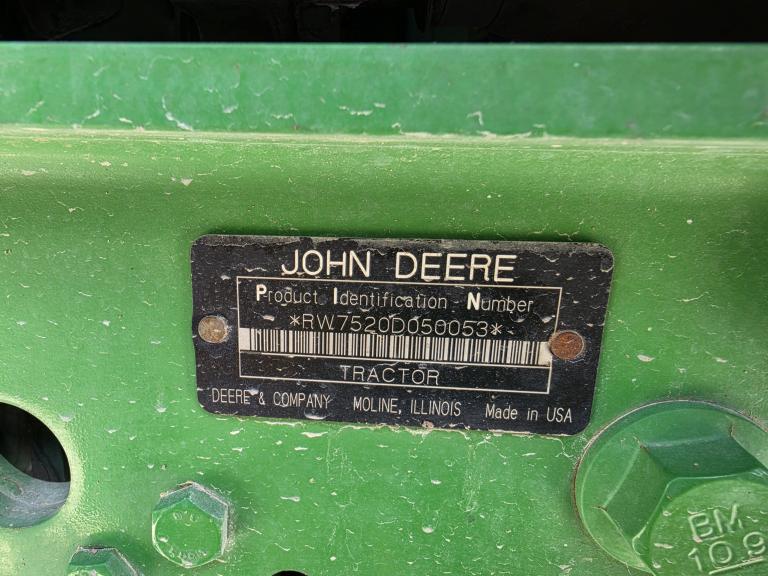 JOHN DEERE
Product Identification Number
*RW7520D050053*
TRACTOR
DEERE & COMPANY MOLINE, ILLINOIS Made in USA
BM
10.9